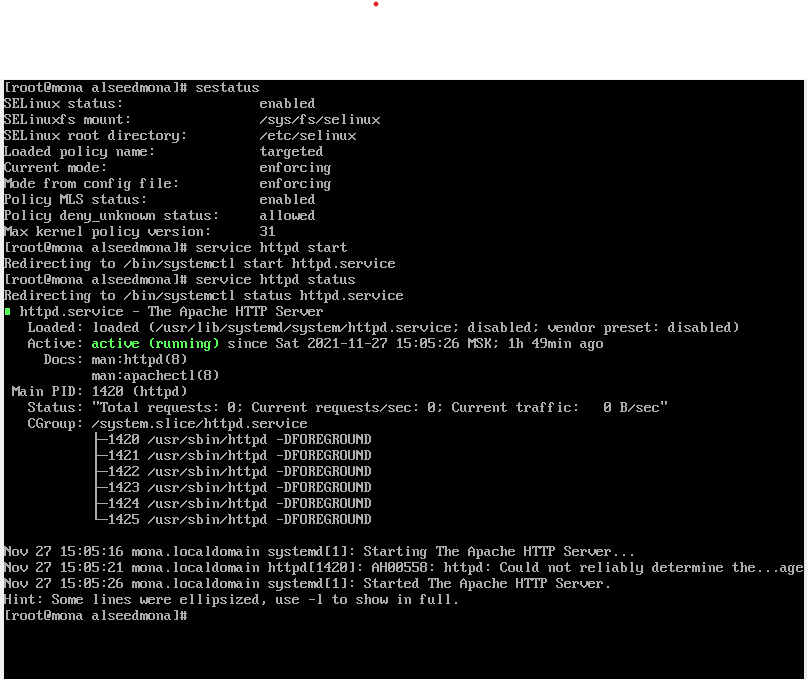 [root@mona alseedmona]# sestatus
SELinux status:                 enabled
SELinuxfs mount:                /sys/fs/selinux
SELinux root directory:         /etc/selinux
Loaded policy name:             targeted
Current mode:                   enforcing
Mode from config file:          enforcing
Policy MLS status:              enabled
Policy deny_unknown status:     allowed
Max kernel policy version:      31
[root@mona alseedmona]# service httpd start
Redirecting to /bin/systemctl start httpd.service
[root@mona alseedmona]# service httpd status
Redirecting to /bin/systemctl status httpd.service
httpd.service - The Apache HTTP Server
   Loaded: loaded (/usr/lib/systemd/system/httpd.service; disabled; vendor preset: disabled)
   Active: active (running) since Sat 2021-11-27 15:05:26 MSK; 1h 49min ago
     Docs: man:httpd(8)
           man:apachectl(8)
 Main PID: 1420 (httpd)
   Status: "Total requests: 0; Current requests/sec: 0; Current traffic:   0 B/sec"
   CGroup: /system.slice/httpd.service
           ├─1420 /usr/sbin/httpd -DFOREGROUND
           ├─1421 /usr/sbin/httpd -DFOREGROUND
           ├─1422 /usr/sbin/httpd -DFOREGROUND
           ├─1423 /usr/sbin/httpd -DFOREGROUND
           ├─1424 /usr/sbin/httpd -DFOREGROUND
           └─1425 /usr/sbin/httpd -DFOREGROUND
Nov 27 15:05:16 mona.localdomain systemd[1]: Starting The Apache HTTP Server...
Nov 27 15:05:21 mona.localdomain httpd[1420]: AH00558: httpd: Could not reliably determine the...age
Nov 27 15:05:26 mona.localdomain systemd[1]: Started The Apache HTTP Server.
Hint: Some lines were ellipsized, use -l to show in full.
[root@mona alseedmona]#